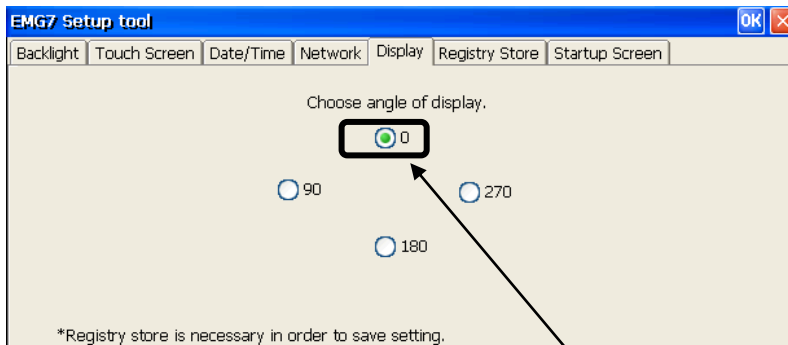 EMG7 Setup tool OK
Backlight Touch Screen Date/Time Network Display Registry Store Startup Screen
Choose angle of display.
0
90 270
180
*Registry store is necessary in order to save setting.